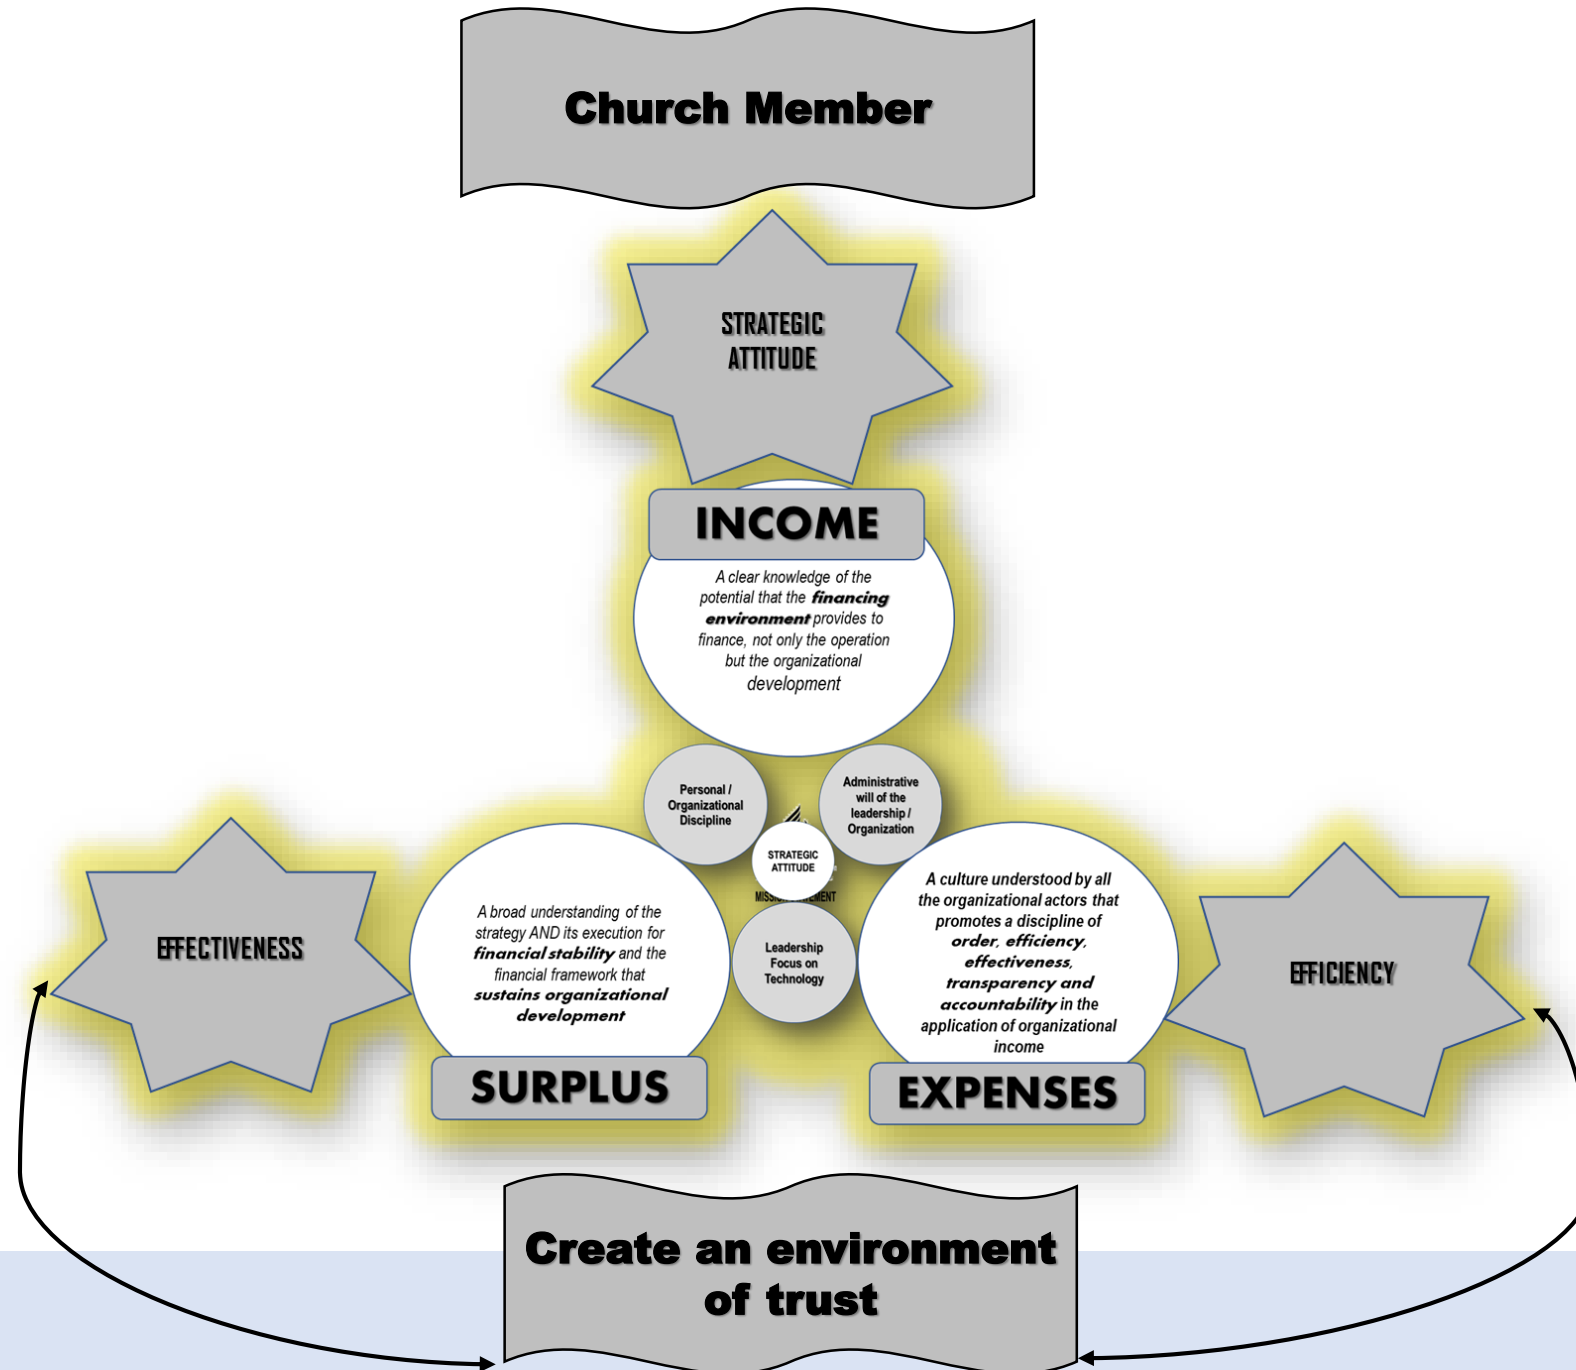 Church Member
STRATEGIC
ATTITUDE
INCOME
A clear knowledge of the
potential that the financing
environment provides to
finance, not only the operation
but the organizational
development
Personal /
Organizational
Discipline
Administrative
will of the
leadership /
Organization
STRATEGIC
ATTITUDE
Leadership
Focus on
Technology
EFFECTIVENESS
A broad understanding of the
strategy AND its execution for
financial stability and the
financial framework that
sustains organizational
development
SURPLUS
A culture understood by all
the organizational actors that
promotes a discipline of
order, efficiency,
effectiveness,
transparency and
accountability in the
application of organizational
income
EXPENSES
EFFICIENCY
Create an environment
of trust